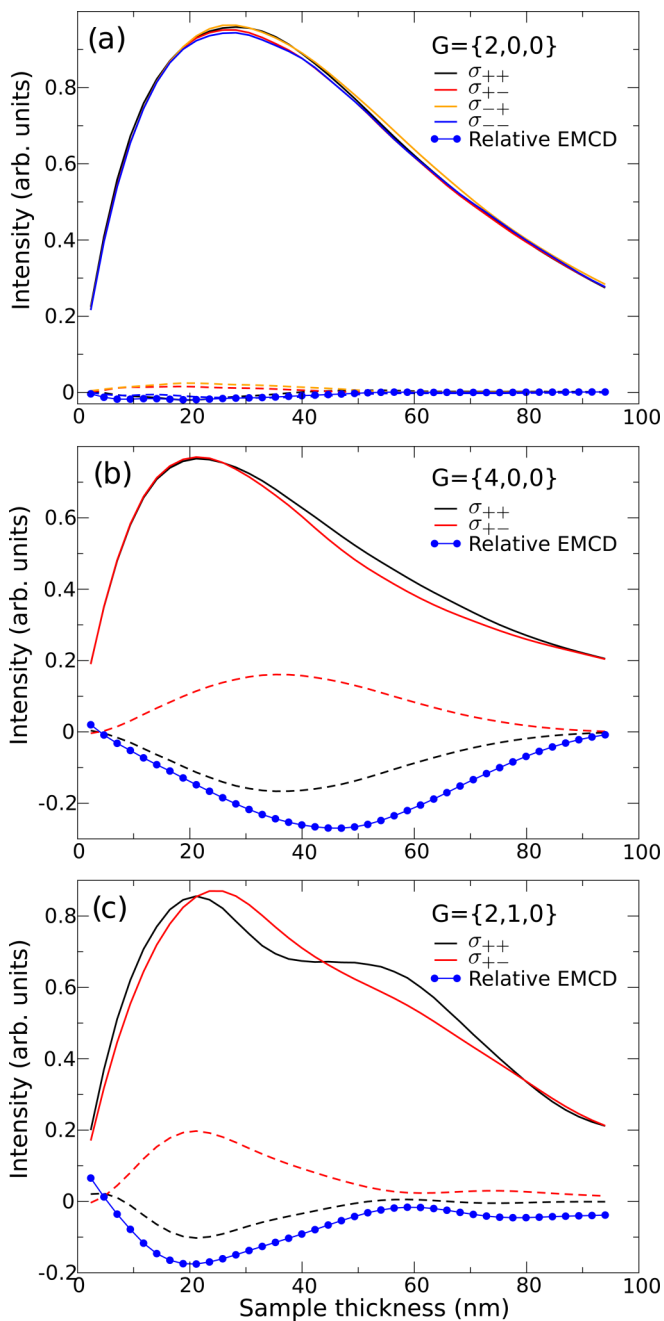 (a)
G={2,0,0}
σ++
σ+−
σ−+
σ−−
Relative EMCD
Intensity (arb. units)
0.8
0.6
0.4
0.2
0
0 20 40 60 80 100
(b)
G={4,0,0}
σ++
σ+−
Relative EMCD
Intensity (arb. units)
0.6
0.4
0.2
0
-0.2
0 20 40 60 80 100
(c)
G={2,1,0}
σ++
σ+−
Relative EMCD
Intensity (arb. units)
0.8
0.6
0.4
0.2
0
-0.2
0 20 40 60 80 100
Sample thickness (nm)